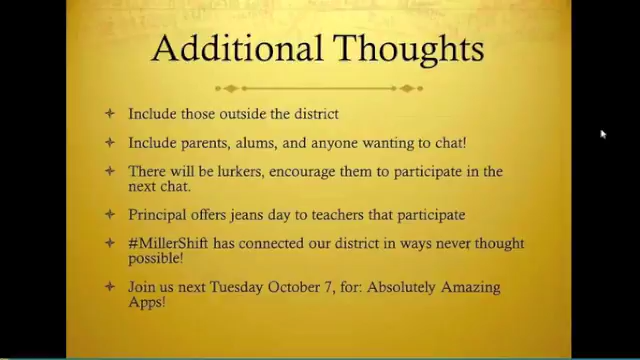 Additional Thoughts
Include those outside the district
Include parents, alums, and anyone wanting to chat!
There will be lurkers, encourage them to participate in the
next chat.
Principal offers jeans day to teachers that participate
#MillerShift has connected our district in ways never thought
possible!
Join us next Tuesday October 7, for: Absolutely Amazing
Apps!